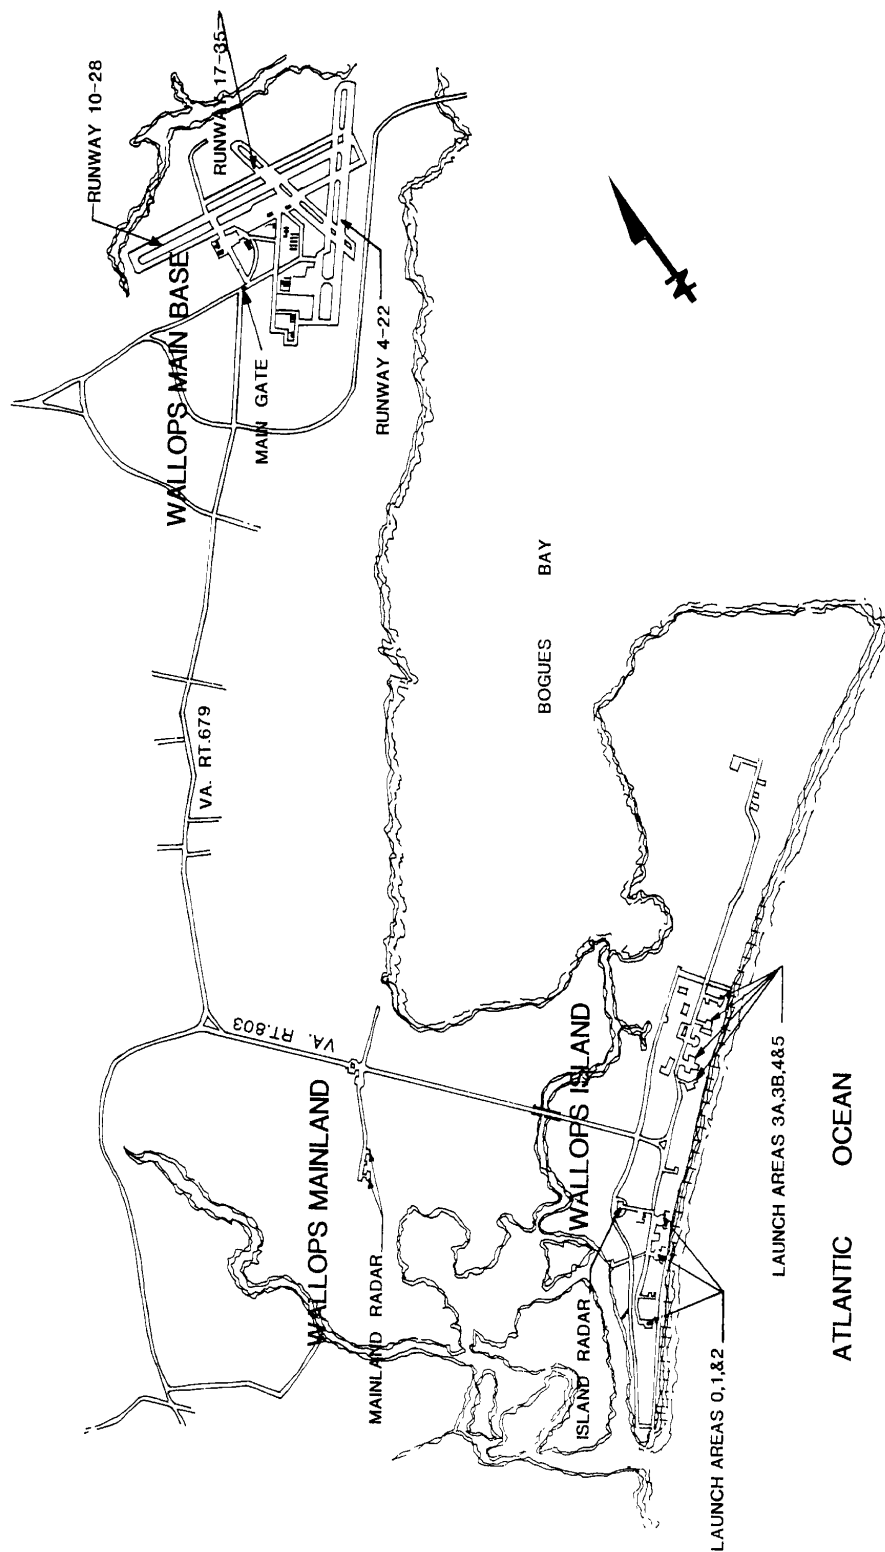 RUNWAY 10-28
RUNWAY 17-35
WALLOPS MAIN BASE
MAIN GATE
RUNWAY 4-22
VA. RT.679
BOGUES BAY
VA. RT.803
WALLOPS MAINLAND
MAINLAND RADAR
WALLOPS ISLAND
ISLAND RADAR
LAUNCH AREAS 3A,3B,4&5
LAUNCH AREAS 0,1,&2
ATLANTIC OCEAN